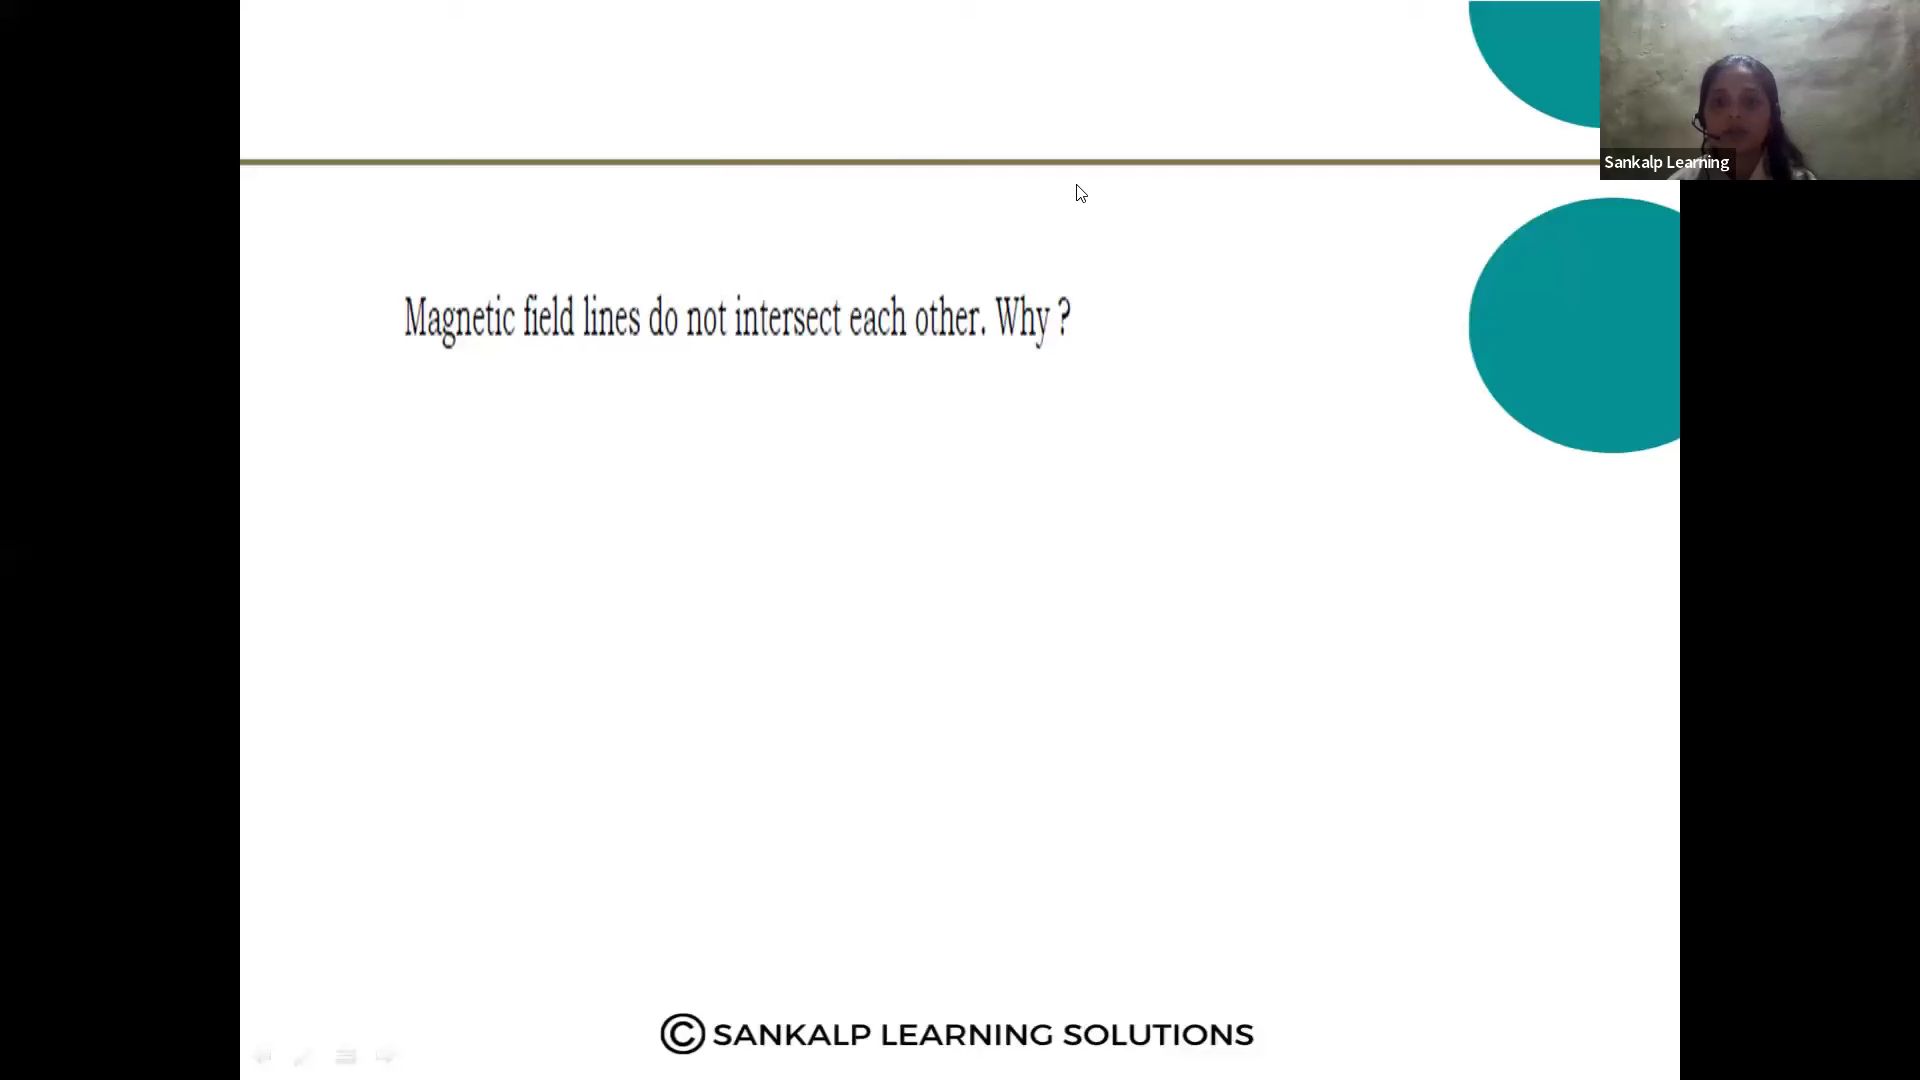 Sankalp Learning
Magnetic field lines do not intersect each other. Why ?
© SANKALP LEARNING SOLUTIONS